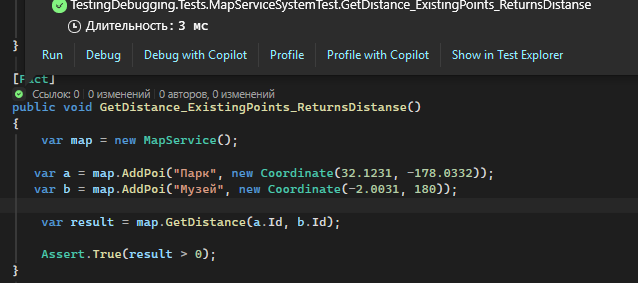 TestingDebugging.Tests.MapServiceSystemTest.GetDistance_ExistingPoints_ReturnsDistanse
Длительность: 3 мс
Run Debug Debug with Copilot Profile Profile with Copilot Show in Test Explorer
}
Ссылок: 0 | 0 изменений | 0 авторов, 0 изменений
public void GetDistance_ExistingPoints_ReturnsDistanse()
{
var map = new MapService();
var a = map.AddPoi("Парк", new Coordinate(32.1231, -178.0332));
var b = map.AddPoi("Музей", new Coordinate(-2.0031, 180));
var result = map.GetDistance(a.Id, b.Id);
Assert.True(result > 0);
}